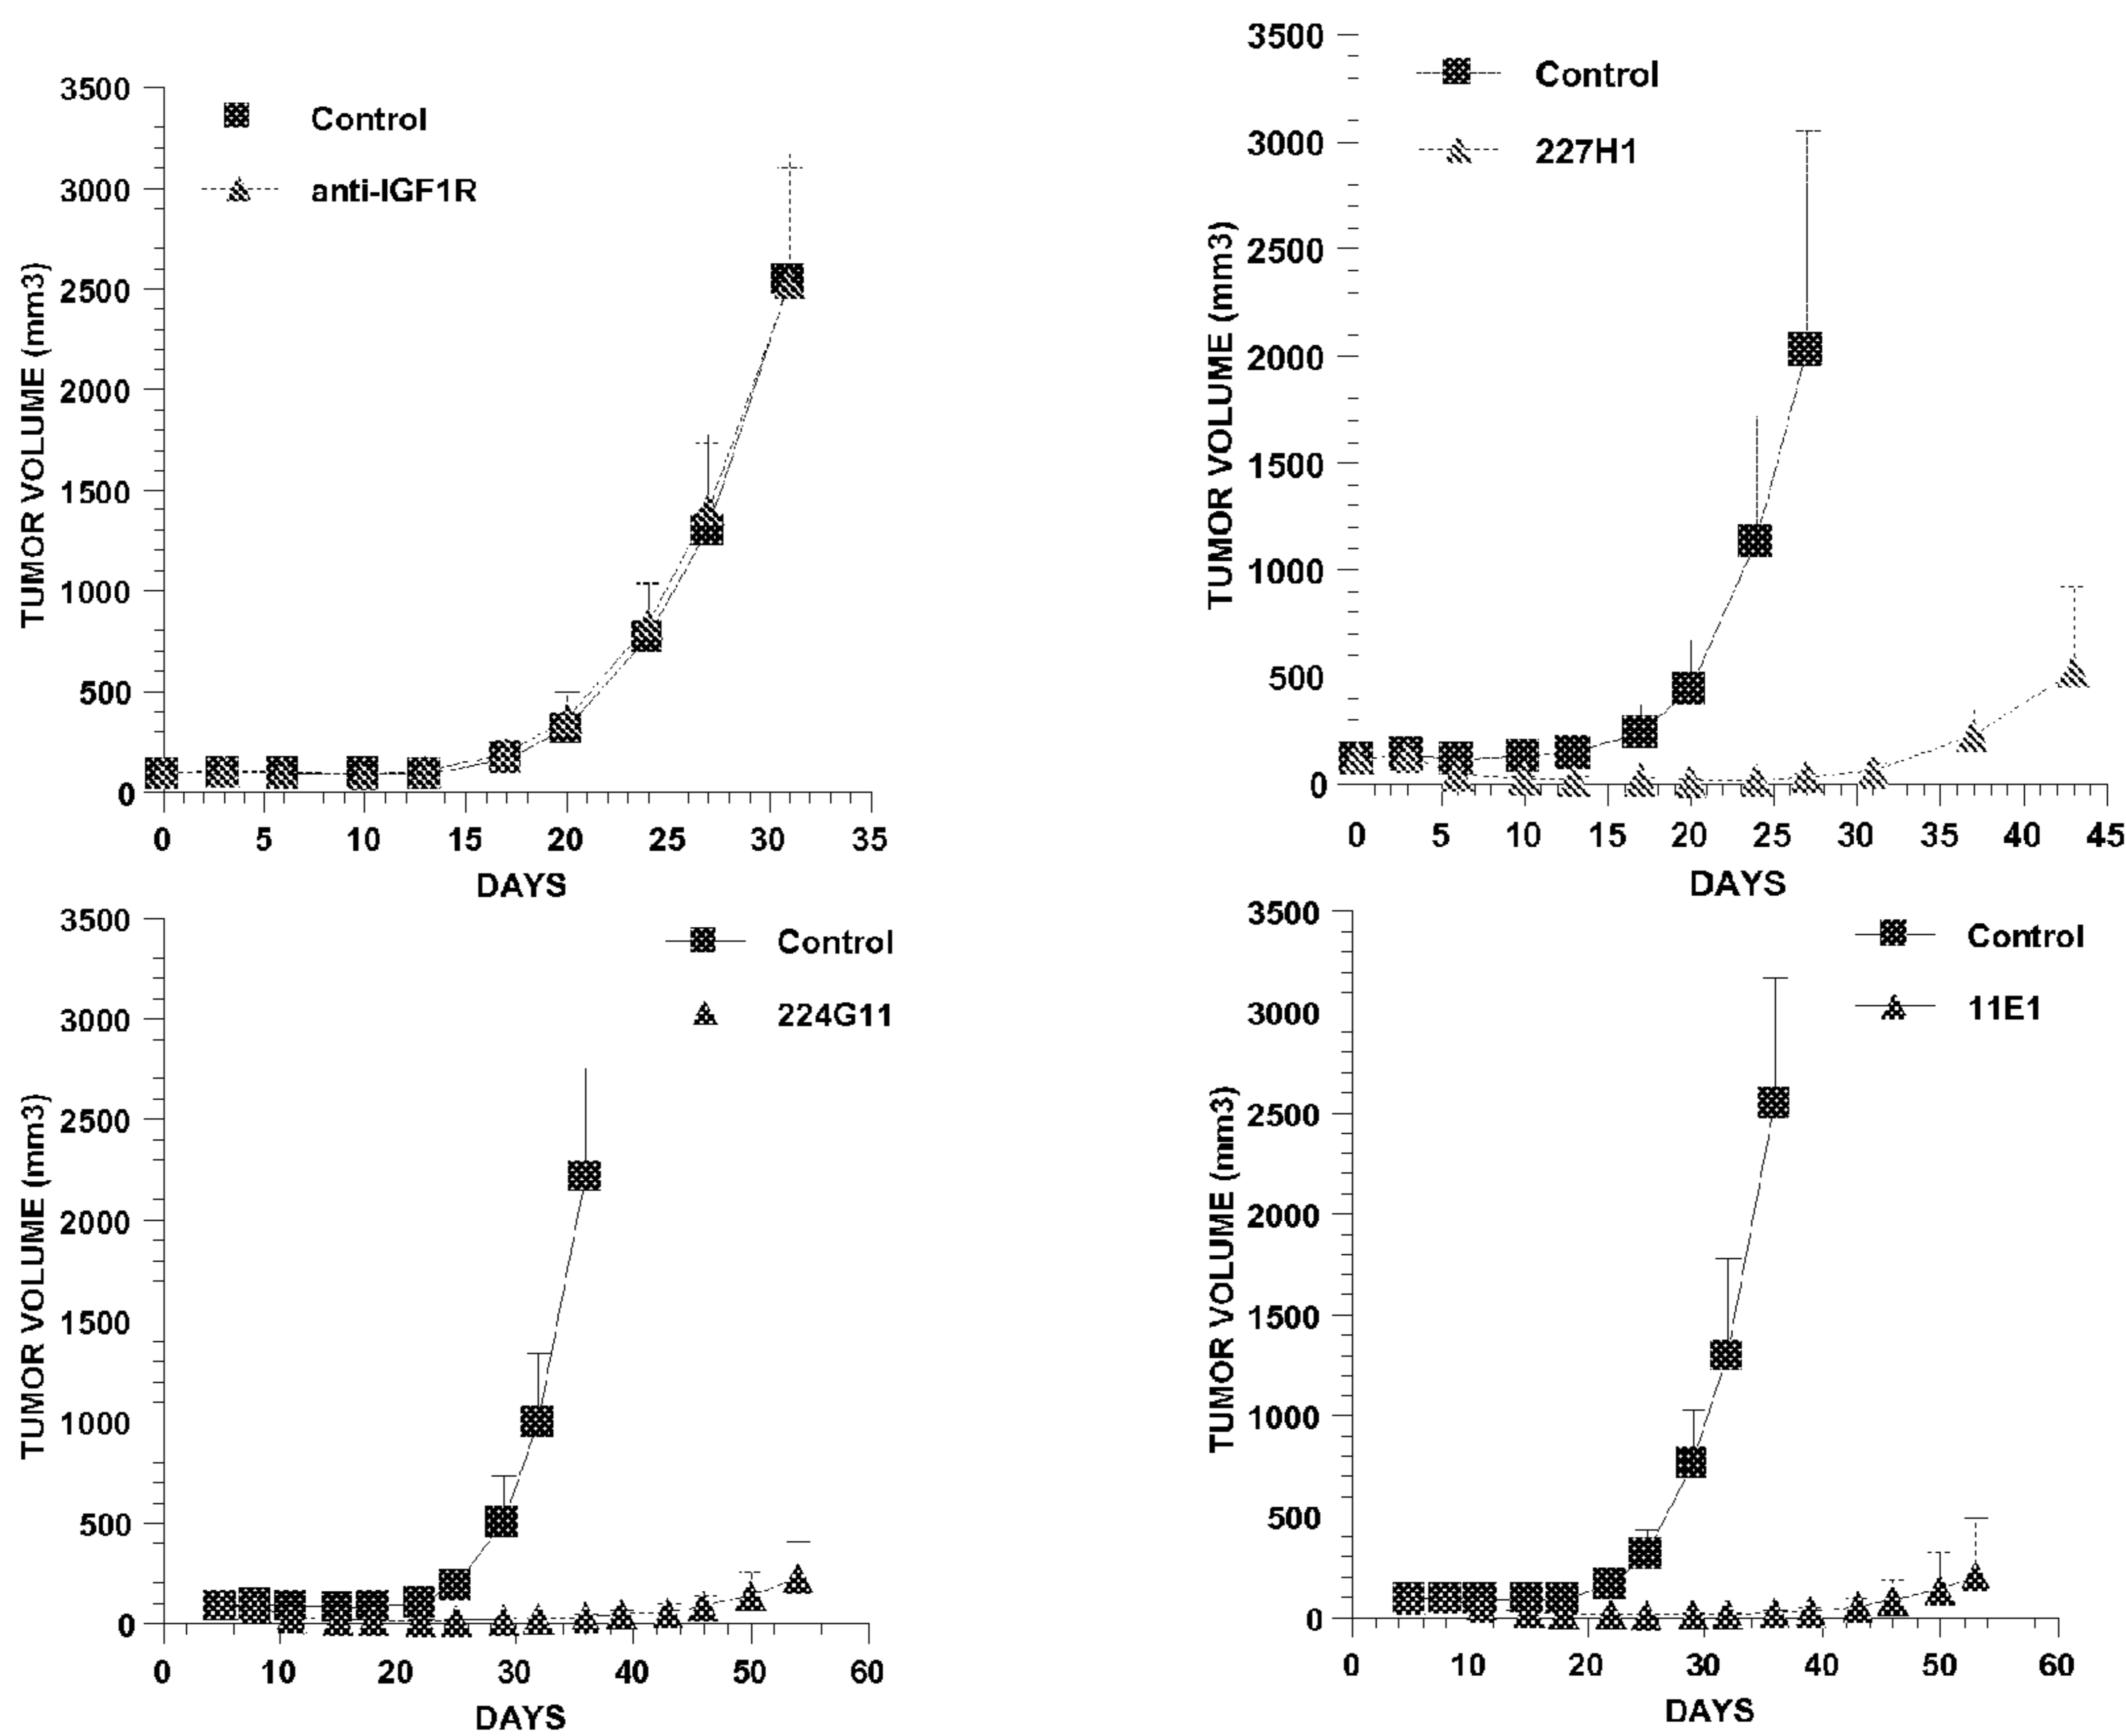 3500
3000
2500
2000
1500
1000
500
0
TUMOR VOLUME (mm3)
Control
anti-IGF1R
0 5 10 15 20 25 30 35
DAYS
3500
3000
2500
2000
1500
1000
500
0
TUMOR VOLUME (mm3)
Control
227H1
0 5 10 15 20 25 30 35 40 45
DAYS
3500
3000
2500
2000
1500
1000
500
0
TUMOR VOLUME (mm3)
Control
224G11
0 10 20 30 40 50 60
DAYS
3500
3000
2500
2000
1500
1000
500
0
TUMOR VOLUME (mm3)
Control
11E1
0 10 20 30 40 50 60
DAYS